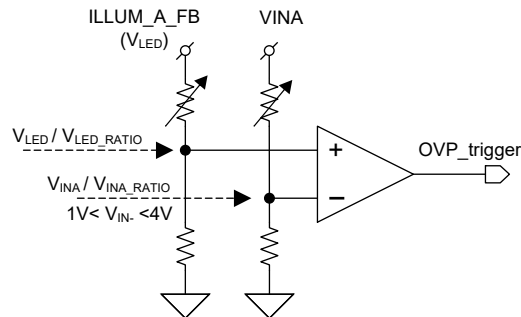 ILLUM_A_FB
(VLED)
VINA
VLED / VLED_RATIO
VINA / VINA_RATIO
1V< VIN- <4V
+
−
OVP_trigger